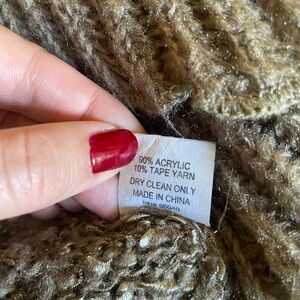 90% ACRYLIC
10% TAPE YARN
DRY CLEAN ONLY
MADE IN CHINA